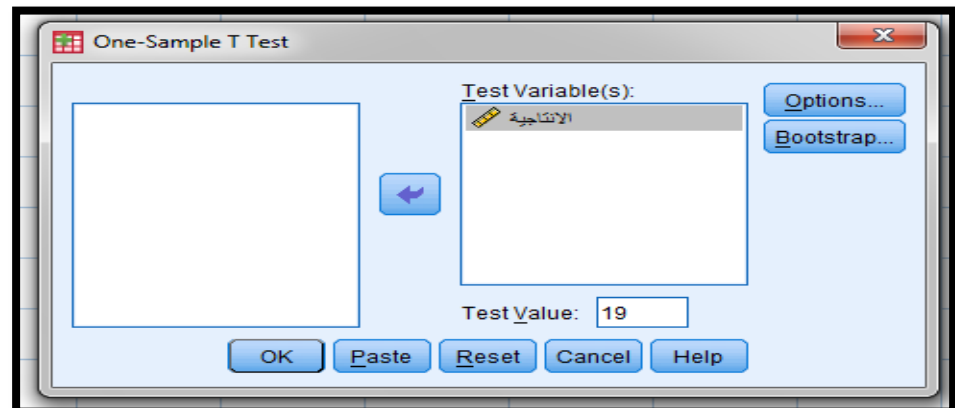 One-Sample T Test
Test Variable(s):
الانتاجية
Options...
Bootstrap...
Test Value: 19
OK Paste Reset Cancel Help